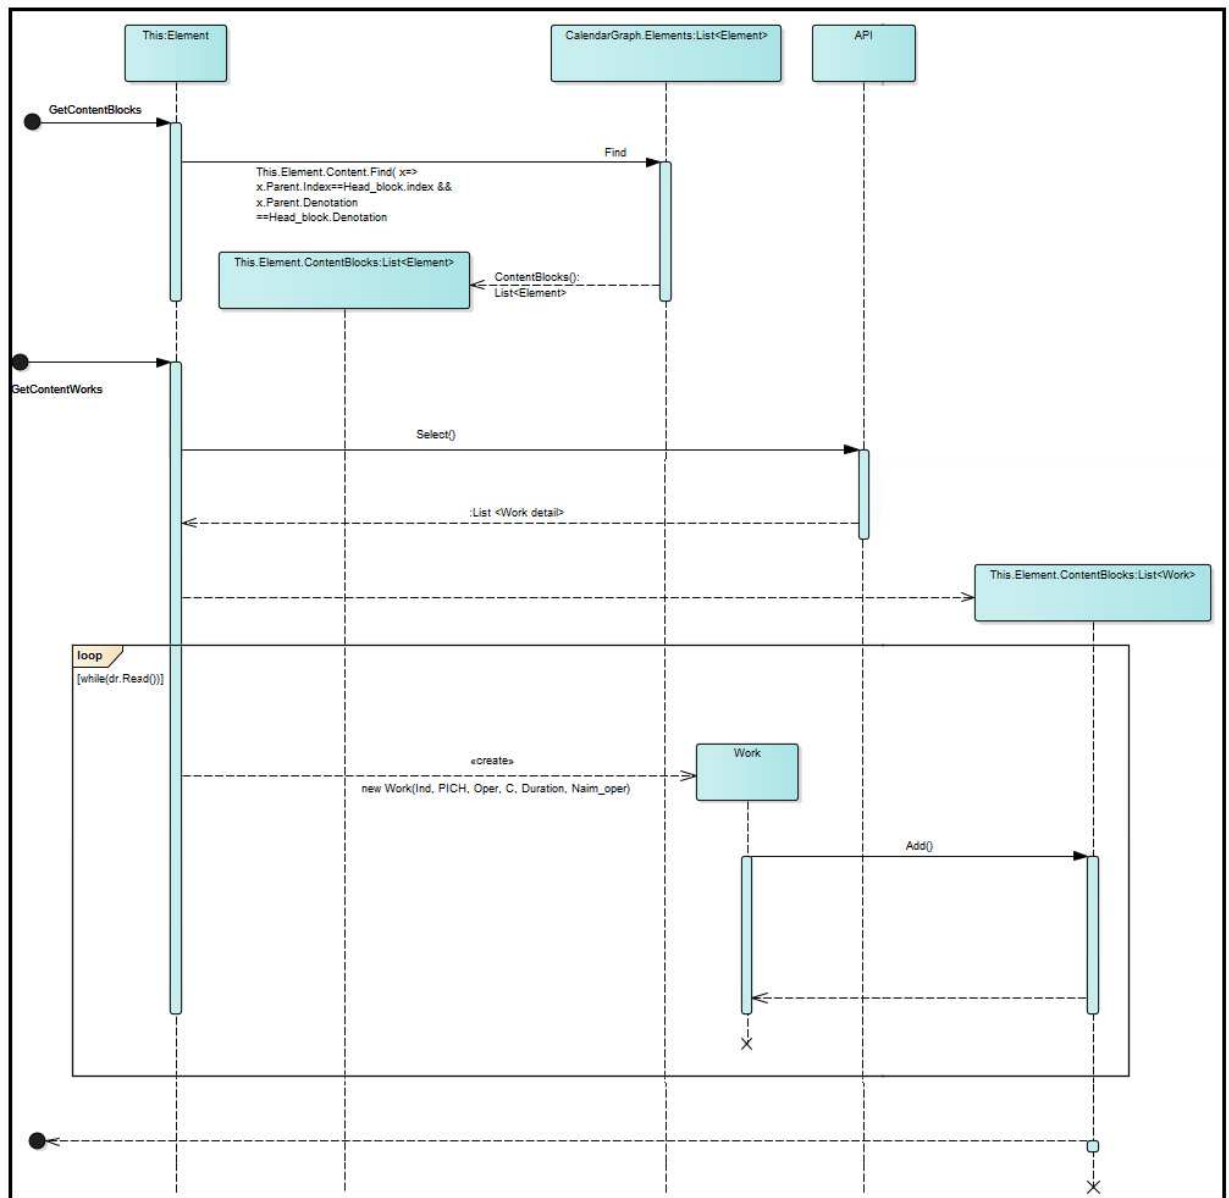 This:Element
CalendarGraph.Elements:List<Element>
API
GetContentBlocks
Find
This.Element.Content.Find( x=>
x.Parent.Index==Head_block.index &&
x.Parent.Denotation
==Head_block.Denotation
This.Element.ContentBlocks:List<Element>
ContentBlocks():
List<Element>
GetContentWorks
Select()
:List <Work detail>
This.Element.ContentBlocks:List<Work>
loop
[while(dr.Read())]
«create»
Work
new Work(Ind, PICH, Oper, C, Duration, Naim_oper)
Add()